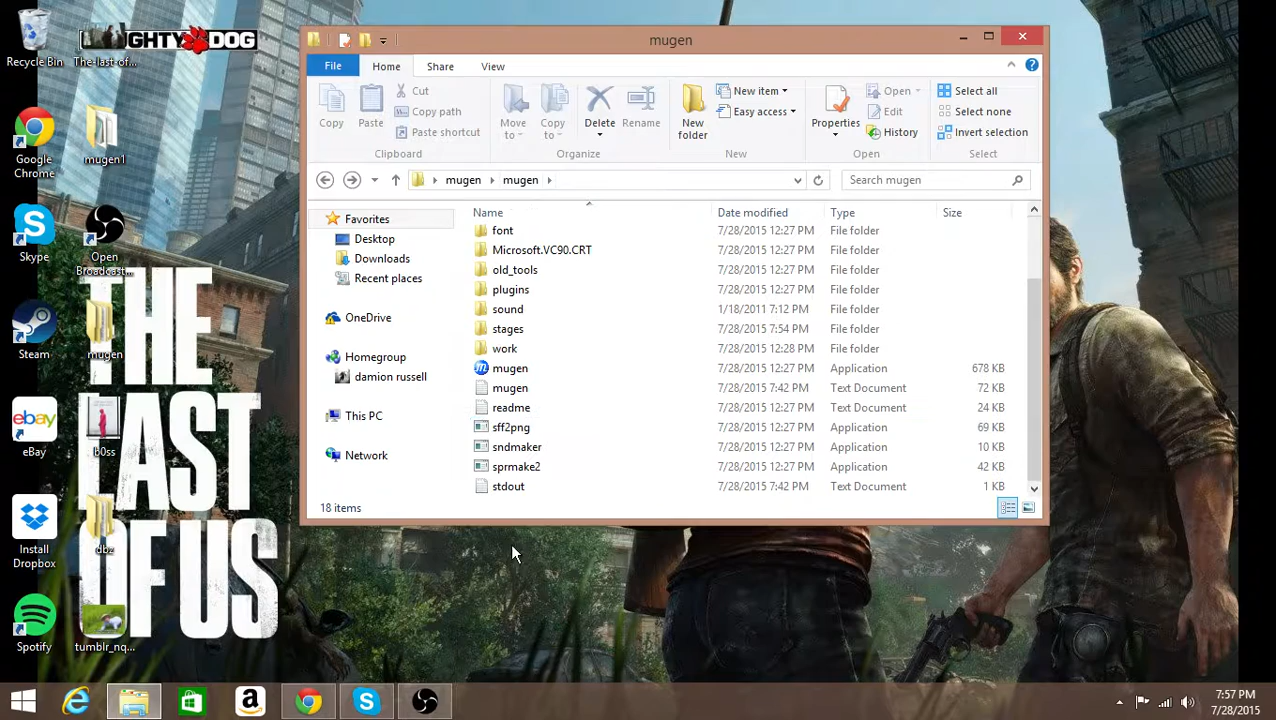 Recycle Bin
The-last-of...
GHTY DOG
Google
Chrome
mugen1
Skype
Open
Broadcast...
Steam
mugen
eBay
b0ss
Install
Dropbox
dbz
Spotify
tumblr_nq...
ebay
THE
LAST
OF US
mugen
File
Home
Share
View
Copy
Paste
Cut
Copy path
Paste shortcut
Clipboard
Move
to
Copy
to
Delete
Rename
Organize
New
folder
New item
Easy access
New
Properties
Open
Edit
History
Open
Select all
Select none
Invert selection
Select
mugen
mugen
Search mugen
Favorites
Desktop
Downloads
Recent places
OneDrive
Homegroup
damion russell
This PC
Network
Name Date modified Type Size
font 7/28/2015 12:27 PM File folder
Microsoft.VC90.CRT 7/28/2015 12:27 PM File folder
old_tools 7/28/2015 12:27 PM File folder
plugins 7/28/2015 12:27 PM File folder
sound 1/18/2011 7:12 PM File folder
stages 7/28/2015 7:54 PM File folder
work 7/28/2015 12:28 PM File folder
mugen 7/28/2015 12:27 PM Application 678 KB
mugen 7/28/2015 7:42 PM Text Document 72 KB
readme 7/28/2015 12:27 PM Text Document 24 KB
sff2png 7/28/2015 12:27 PM Application 69 KB
sndmaker 7/28/2015 12:27 PM Application 10 KB
sprmake2 7/28/2015 12:27 PM Application 42 KB
stdout 7/28/2015 7:42 PM Text Document 1 KB
18 items
7:57 PM
7/28/2015